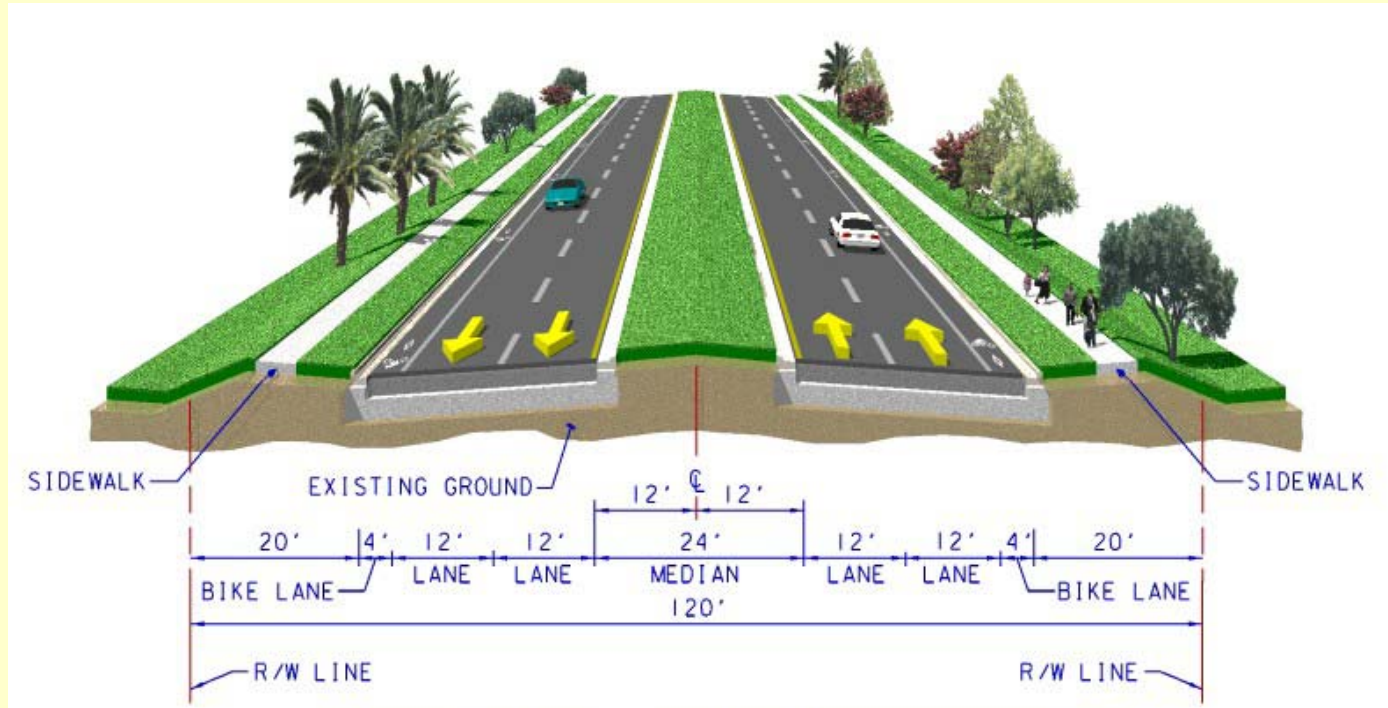 SIDEWALK
EXISTING GROUND
SIDEWALK
12' ℄ 12'
20' 4' 12' 12' 24' 12' 12' 4' 20'
BIKE LANE LANE LANE MEDIAN LANE LANE BIKE LANE
120'
R/W LINE
R/W LINE